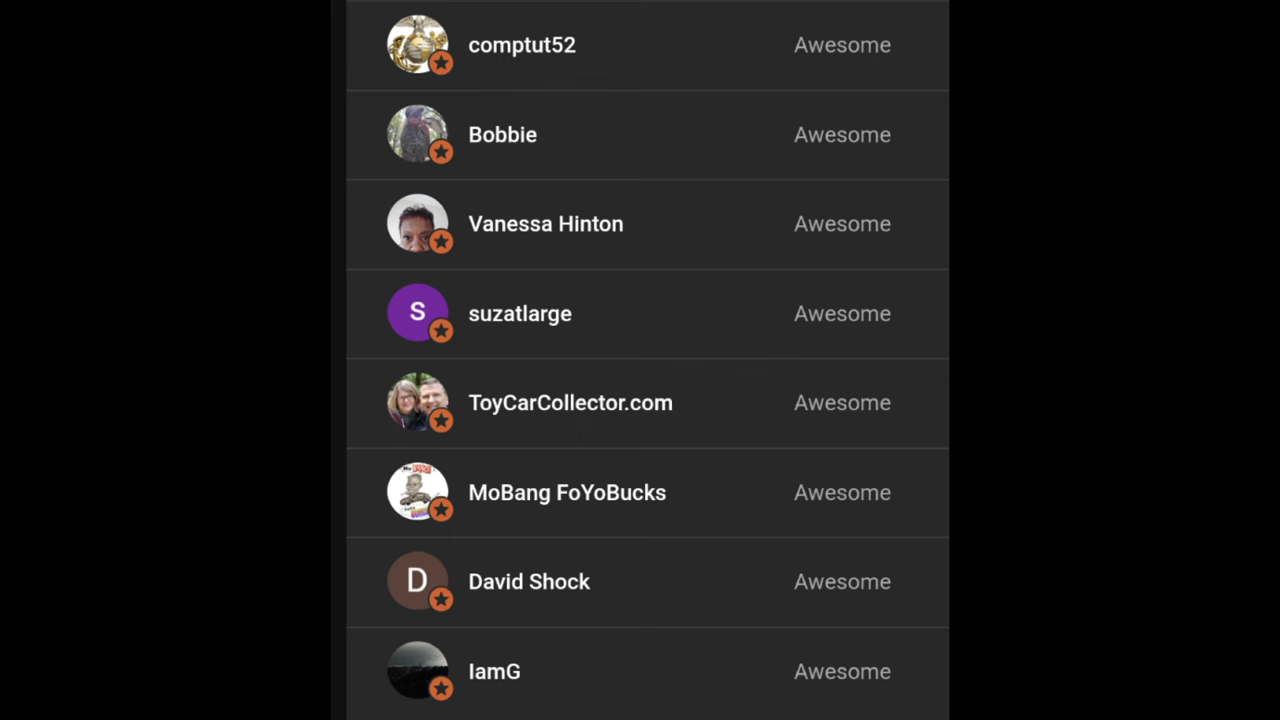 comptut52 Awesome
Bobbie Awesome
Vanessa Hinton Awesome
S suzatlarge Awesome
ToyCarCollector.com Awesome
MoBang FoYoBucks Awesome
D David Shock Awesome
IamG Awesome